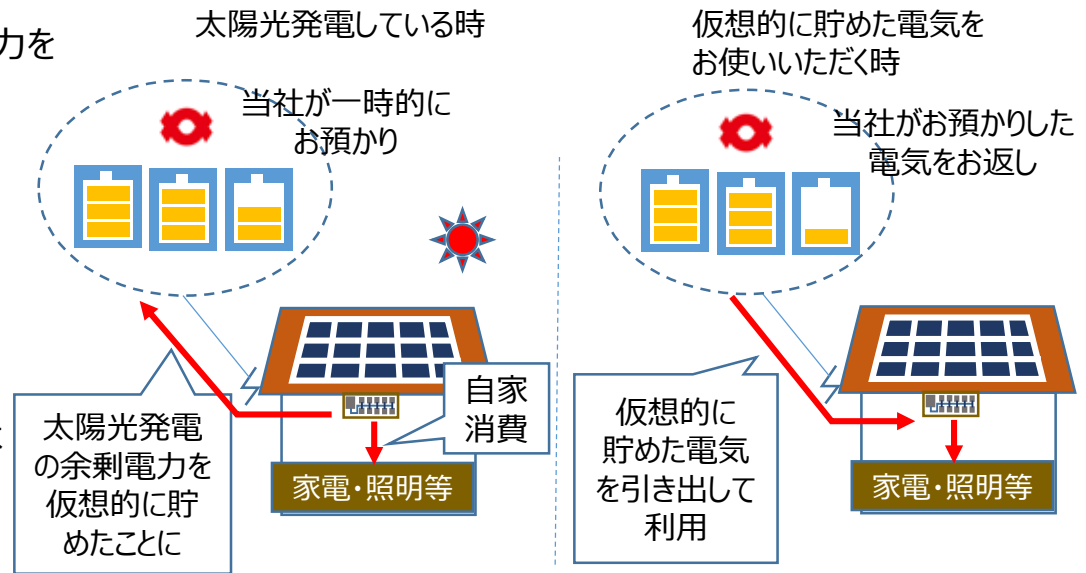 力を
太陽光発電している時
当社が一時的に
お預かり
自家
消費
太陽光発電
の余剰電力を
仮想的に貯
めたことに
家電・照明等
仮想的に貯めた電気を
お使いいただく時
当社がお預かりした
電気をお返し
仮想的に
貯めた電気
を引き出して
利用
家電・照明等